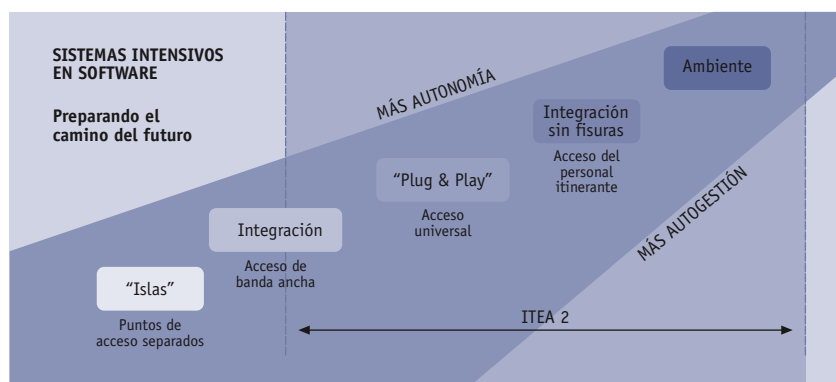 SISTEMAS INTENSIVOS
EN SOFTWARE
Preparando el
camino del futuro
MÁS AUTONOMÍA
Ambiente
Integración
sin fisuras
Acceso del
personal
itinerante
“Plug & Play”
Acceso
universal
MÁS AUTOGESTIÓN
Integración
Acceso de
banda ancha
“Islas”
Puntos de
acceso separados
ITEA 2